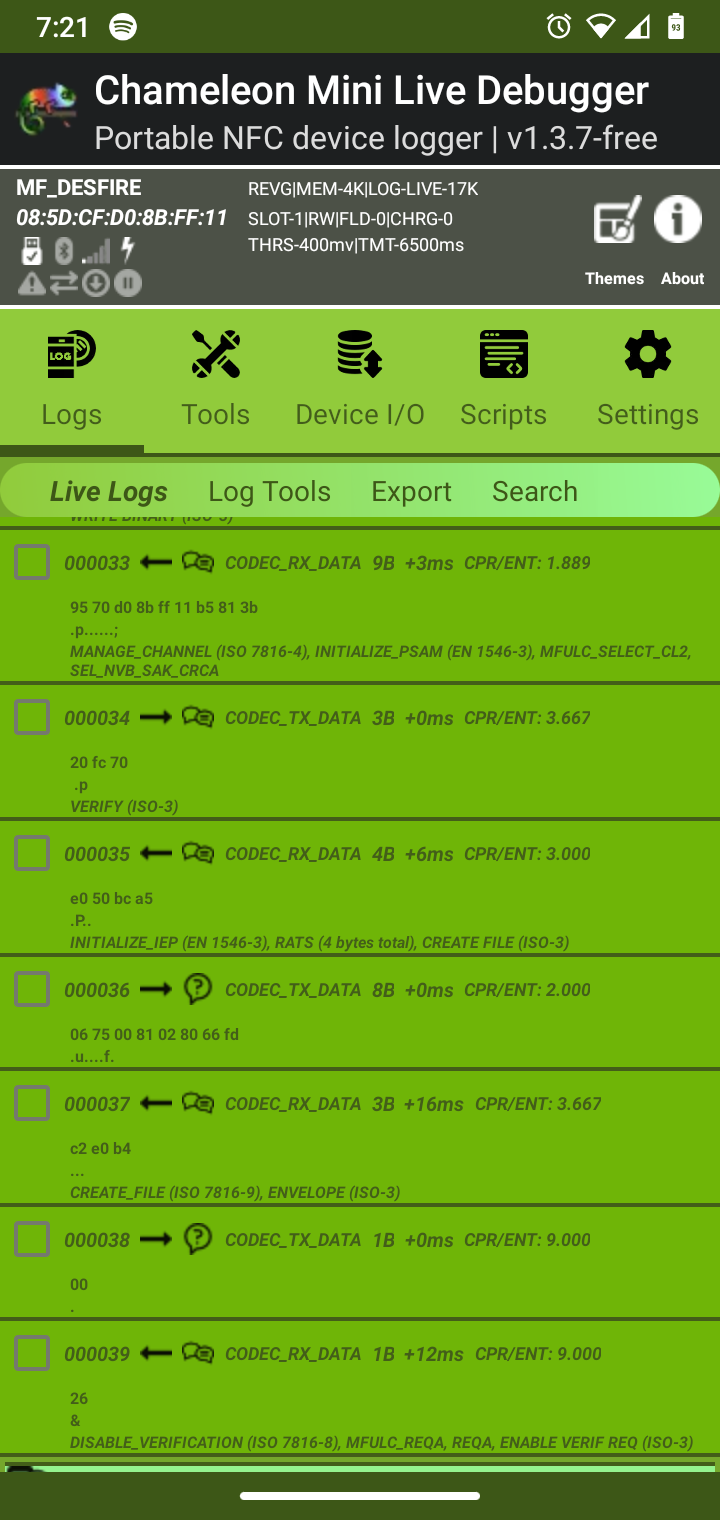 7:21
93
Chameleon Mini Live Debugger
Portable NFC device logger | v1.3.7-free
MF_DESFIRE
08:5D:CF:D0:8B:FF:11
REVG|MEM-4K|LOG-LIVE-17K
SLOT-1|RW|FLD-0|CHRG-0
THRS-400mv|TMT-6500ms
Themes
About
LOG
Logs
Tools
Device I/O
Scripts
Settings
Live Logs
Log Tools
Export
Search
WRITE BINARY (ISO-3)
000033 CODEC_RX_DATA 9B +3ms CPR/ENT: 1.889
95 70 d0 8b ff 11 b5 81 3b
.p......;
MANAGE_CHANNEL (ISO 7816-4), INITIALIZE_PSAM (EN 1546-3), MFULC_SELECT_CL2,
SEL_NVB_SAK_CRCA
000034 CODEC_TX_DATA 3B +0ms CPR/ENT: 3.667
20 fc 70
.p
VERIFY (ISO-3)
000035 CODEC_RX_DATA 4B +6ms CPR/ENT: 3.000
e0 50 bc a5
.P..
INITIALIZE_IEP (EN 1546-3), RATS (4 bytes total), CREATE FILE (ISO-3)
000036 CODEC_TX_DATA 8B +0ms CPR/ENT: 2.000
06 75 00 81 02 80 66 fd
.u....f.
000037 CODEC_RX_DATA 3B +16ms CPR/ENT: 3.667
c2 e0 b4
...
CREATE_FILE (ISO 7816-9), ENVELOPE (ISO-3)
000038 CODEC_TX_DATA 1B +0ms CPR/ENT: 9.000
00
.
000039 CODEC_RX_DATA 1B +12ms CPR/ENT: 9.000
26
&
DISABLE_VERIFICATION (ISO 7816-8), MFULC_REQA, REQA, ENABLE VERIF REQ (ISO-3)